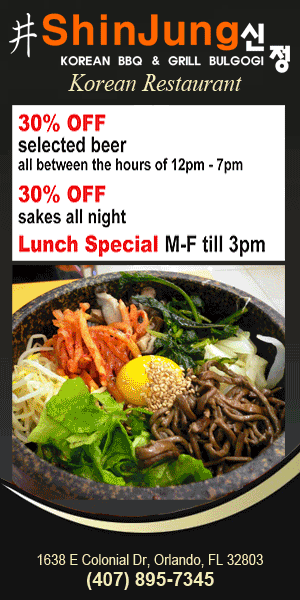 井 ShinJung 신정
KOREAN BBQ & GRILL BULGOGI
Korean Restaurant
30% OFF
selected beer
all between the hours of 12pm - 7pm
30% OFF
sakes all night
Lunch Special M-F till 3pm
1638 E Colonial Dr, Orlando, FL 32803
(407) 895-7345